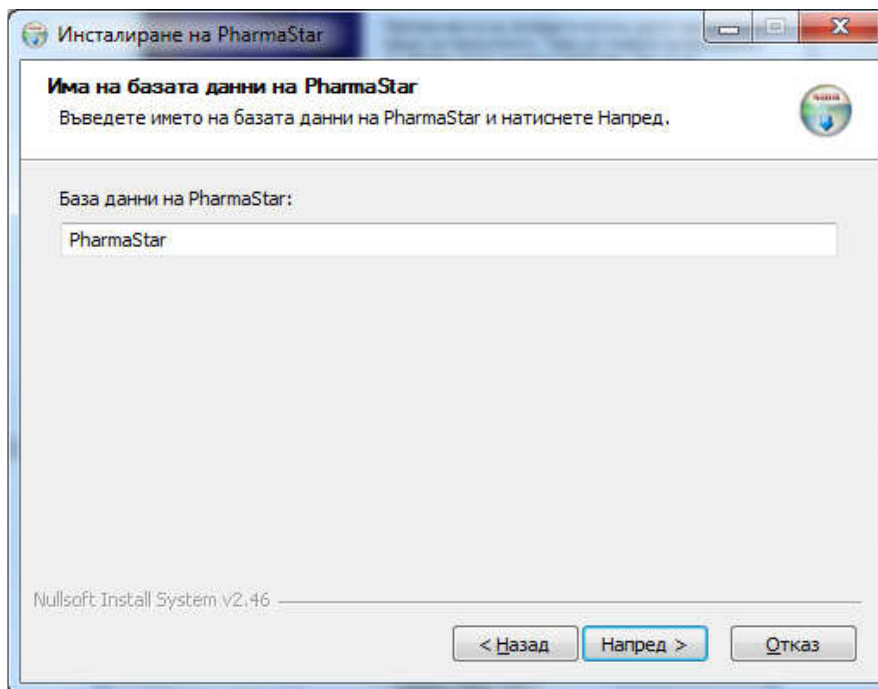 Инсталиране на PharmaStar
Има на базата данни на PharmaStar
Въведете името на базата данни на PharmaStar и натиснете Напред.
База данни на PharmaStar:
PharmaStar
Nullsoft Install System v2.46
< Назад
Напред >
Отказ